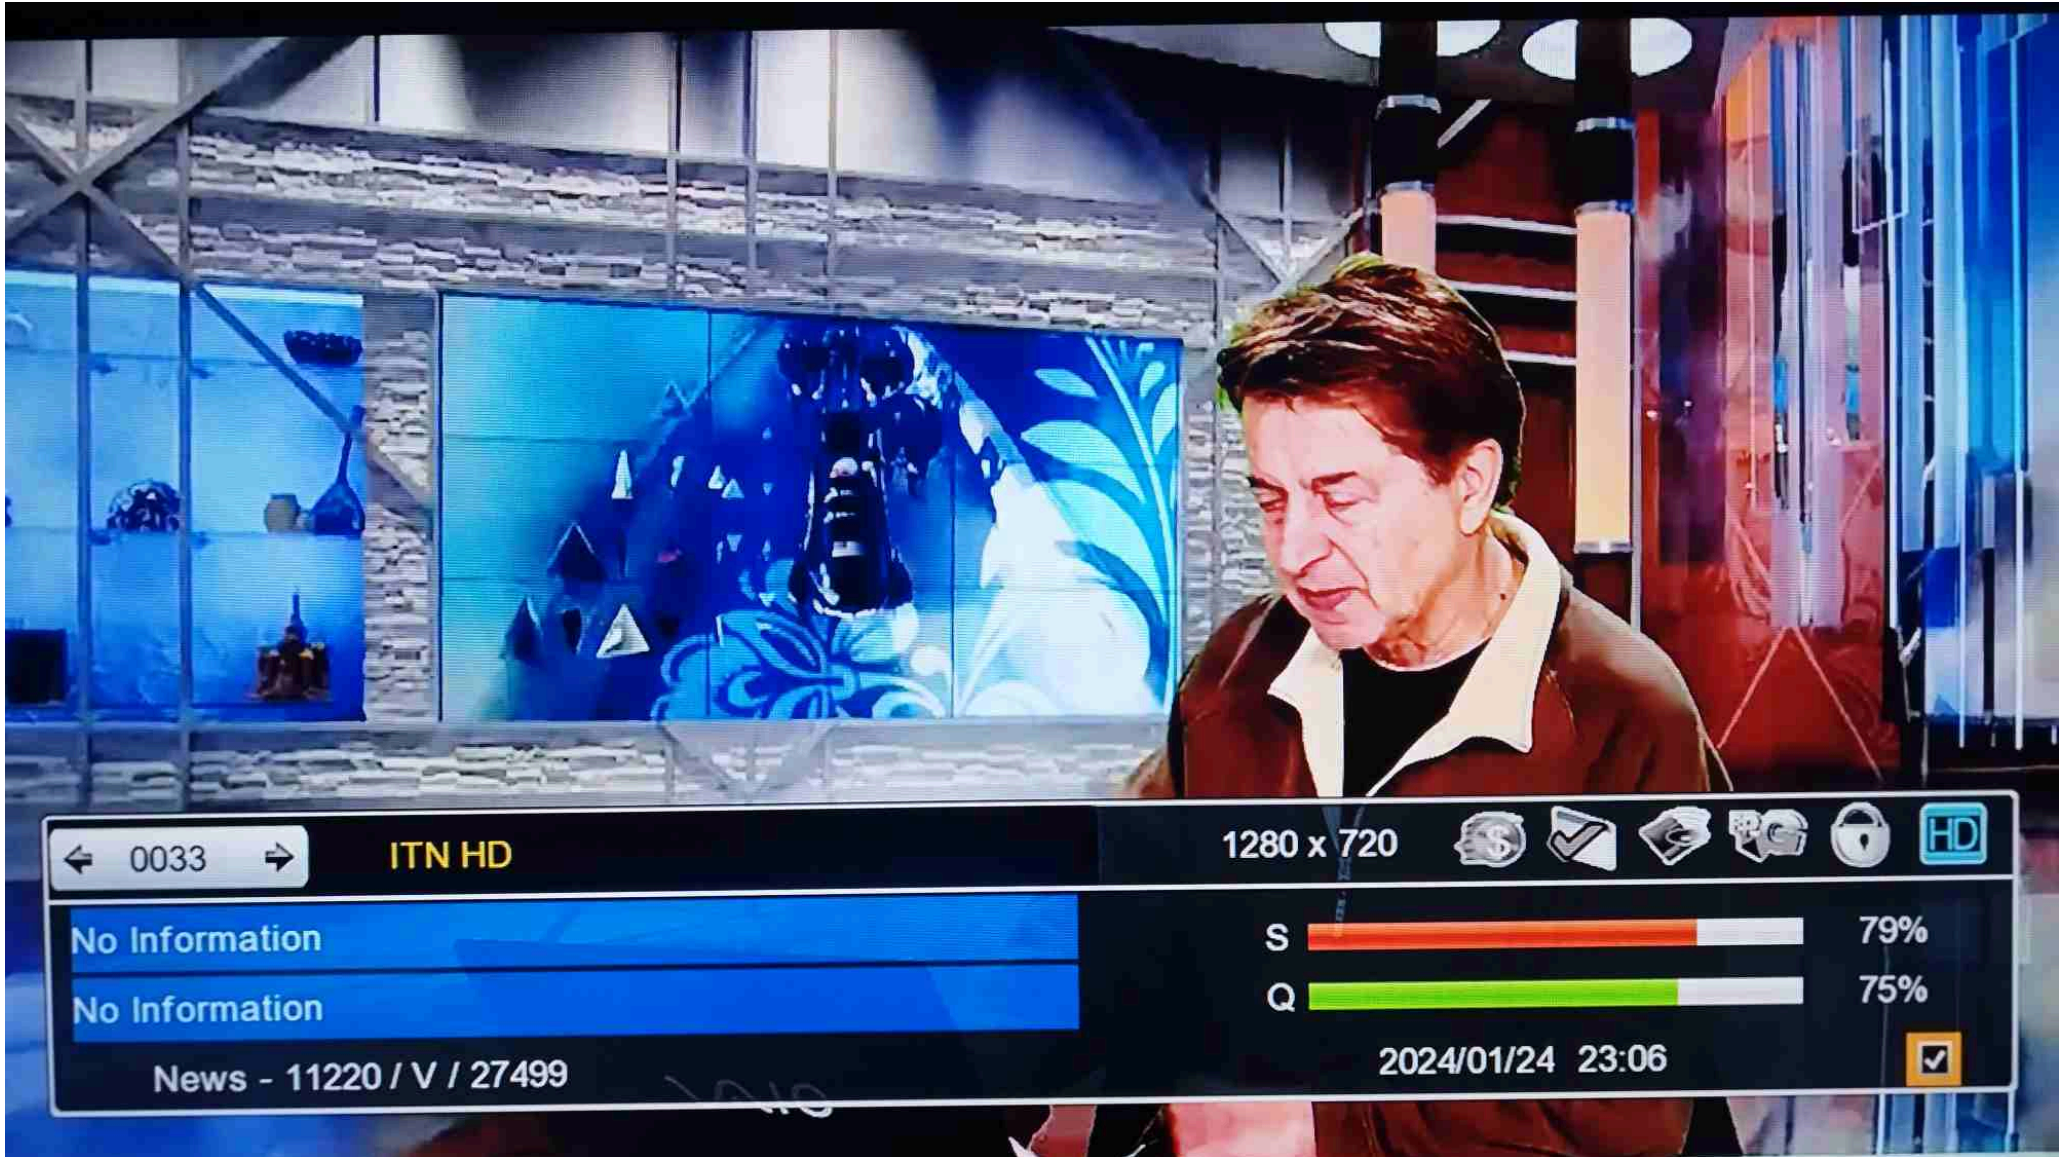 0033
ITN HD
1280 x 720
$
G
HD
No Information
S 79%
No Information
Q 75%
News - 11220 / V / 27499
2024/01/24 23:06